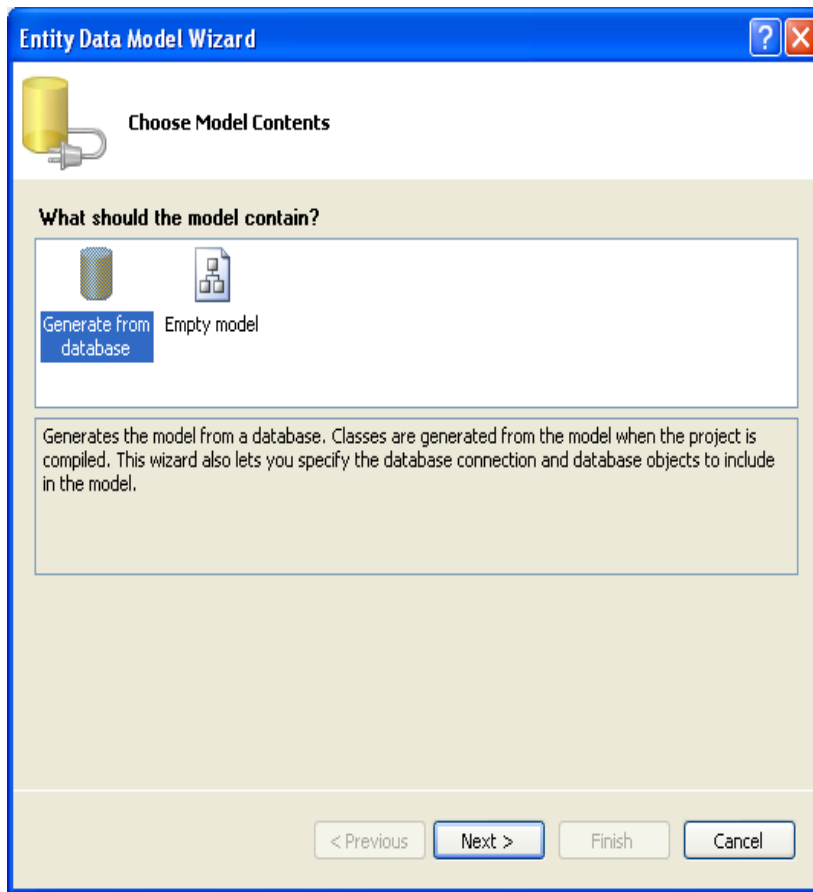 Entity Data Model Wizard
Choose Model Contents
What should the model contain?
Generate from
database
Empty model
Generates the model from a database. Classes are generated from the model when the project is
compiled. This wizard also lets you specify the database connection and database objects to include
in the model.
< Previous
Next >
Finish
Cancel